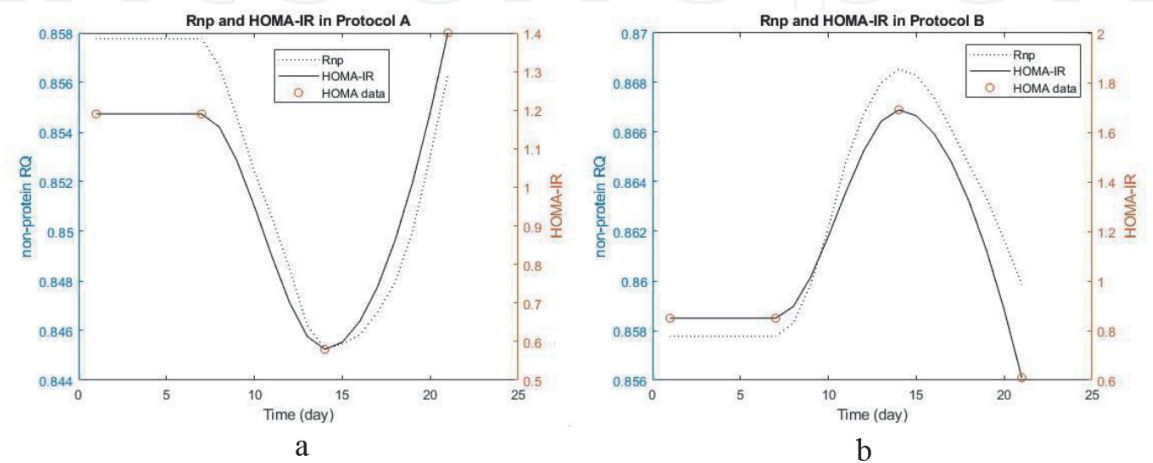 Rnp and HOMA-IR in Protocol A
0.858
0.856
0.854
0.852
0.85
0.848
0.846
0.844
non-protein RQ
1.4
1.3
1.2
1.1
1
0.9
0.8
0.7
0.6
0.5
HOMA-IR
Rnp
HOMA-IR
HOMA data
0 5 10 15 20 25
Time (day)
a
Rnp and HOMA-IR in Protocol B
0.87
0.868
0.866
0.864
0.862
0.86
0.858
0.856
non-protein RQ
2
1.8
1.6
1.4
1.2
1
0.8
0.6
HOMA-IR
Rnp
HOMA-IR
HOMA data
0 5 10 15 20 25
Time (day)
b